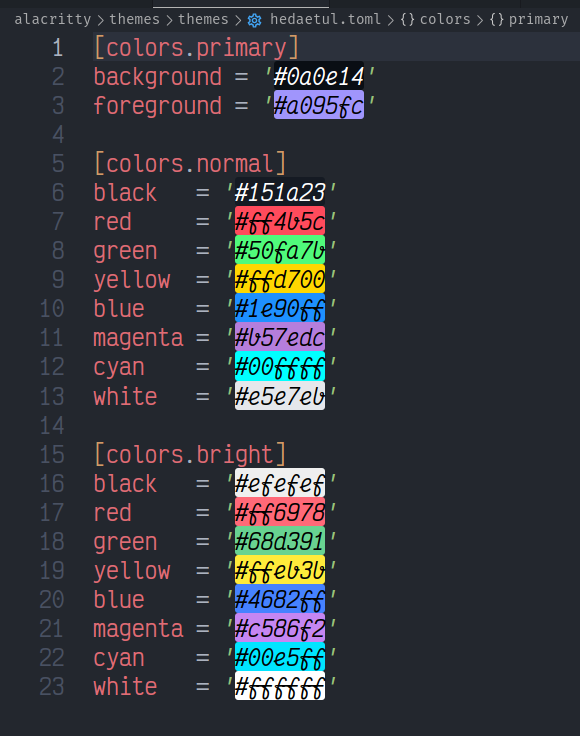 alacritty > themes > themes > hedaetul.toml > {} colors > {} primary
1 [colors.primary]
2 background = '#0a0e14'
3 foreground = '#a095fc'
4
5 [colors.normal]
6 black   = '#151a23'
7 red     = '#ff4b5c'
8 green   = '#50fa7b'
9 yellow  = '#ffd700'
10 blue    = '#1e90ff'
11 magenta = '#b57edc'
12 cyan    = '#00ffff'
13 white   = '#e5e7eb'
14
15 [colors.bright]
16 black   = '#efefef'
17 red     = '#ff6978'
18 green   = '#68d391'
19 yellow  = '#ffeb3b'
20 blue    = '#4682ff'
21 magenta = '#c586f2'
22 cyan    = '#00e5ff'
23 white   = '#ffffff'